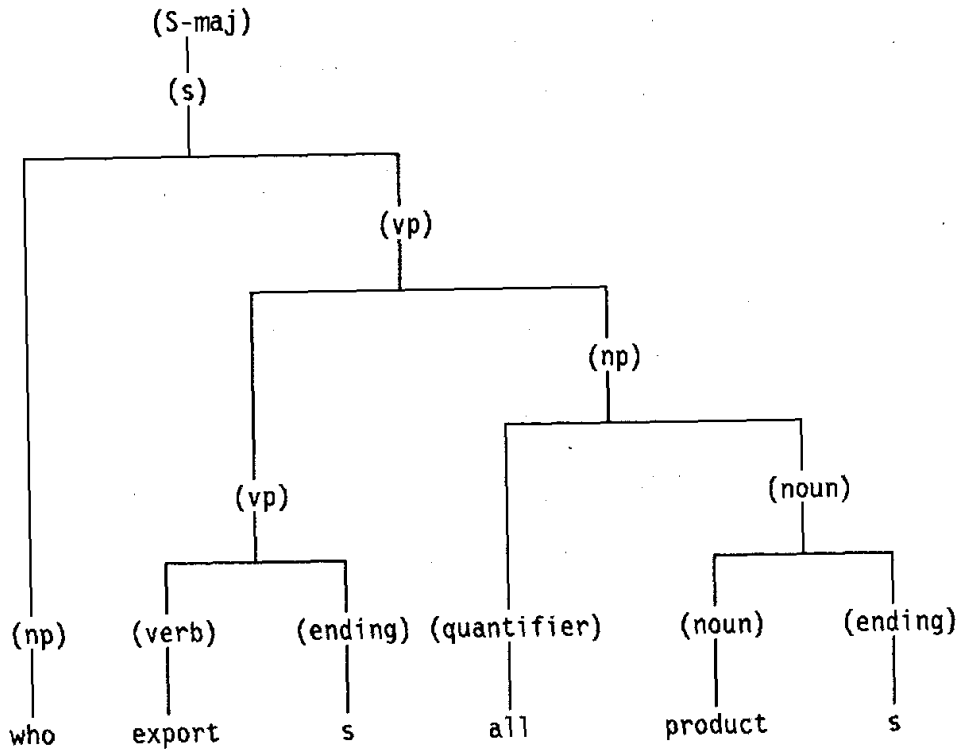 (S-maj)
(s)
(vp)
(np)
(vp)
(noun)
(np) (verb) (ending) (quantifier) (noun) (ending)
who export s all product s